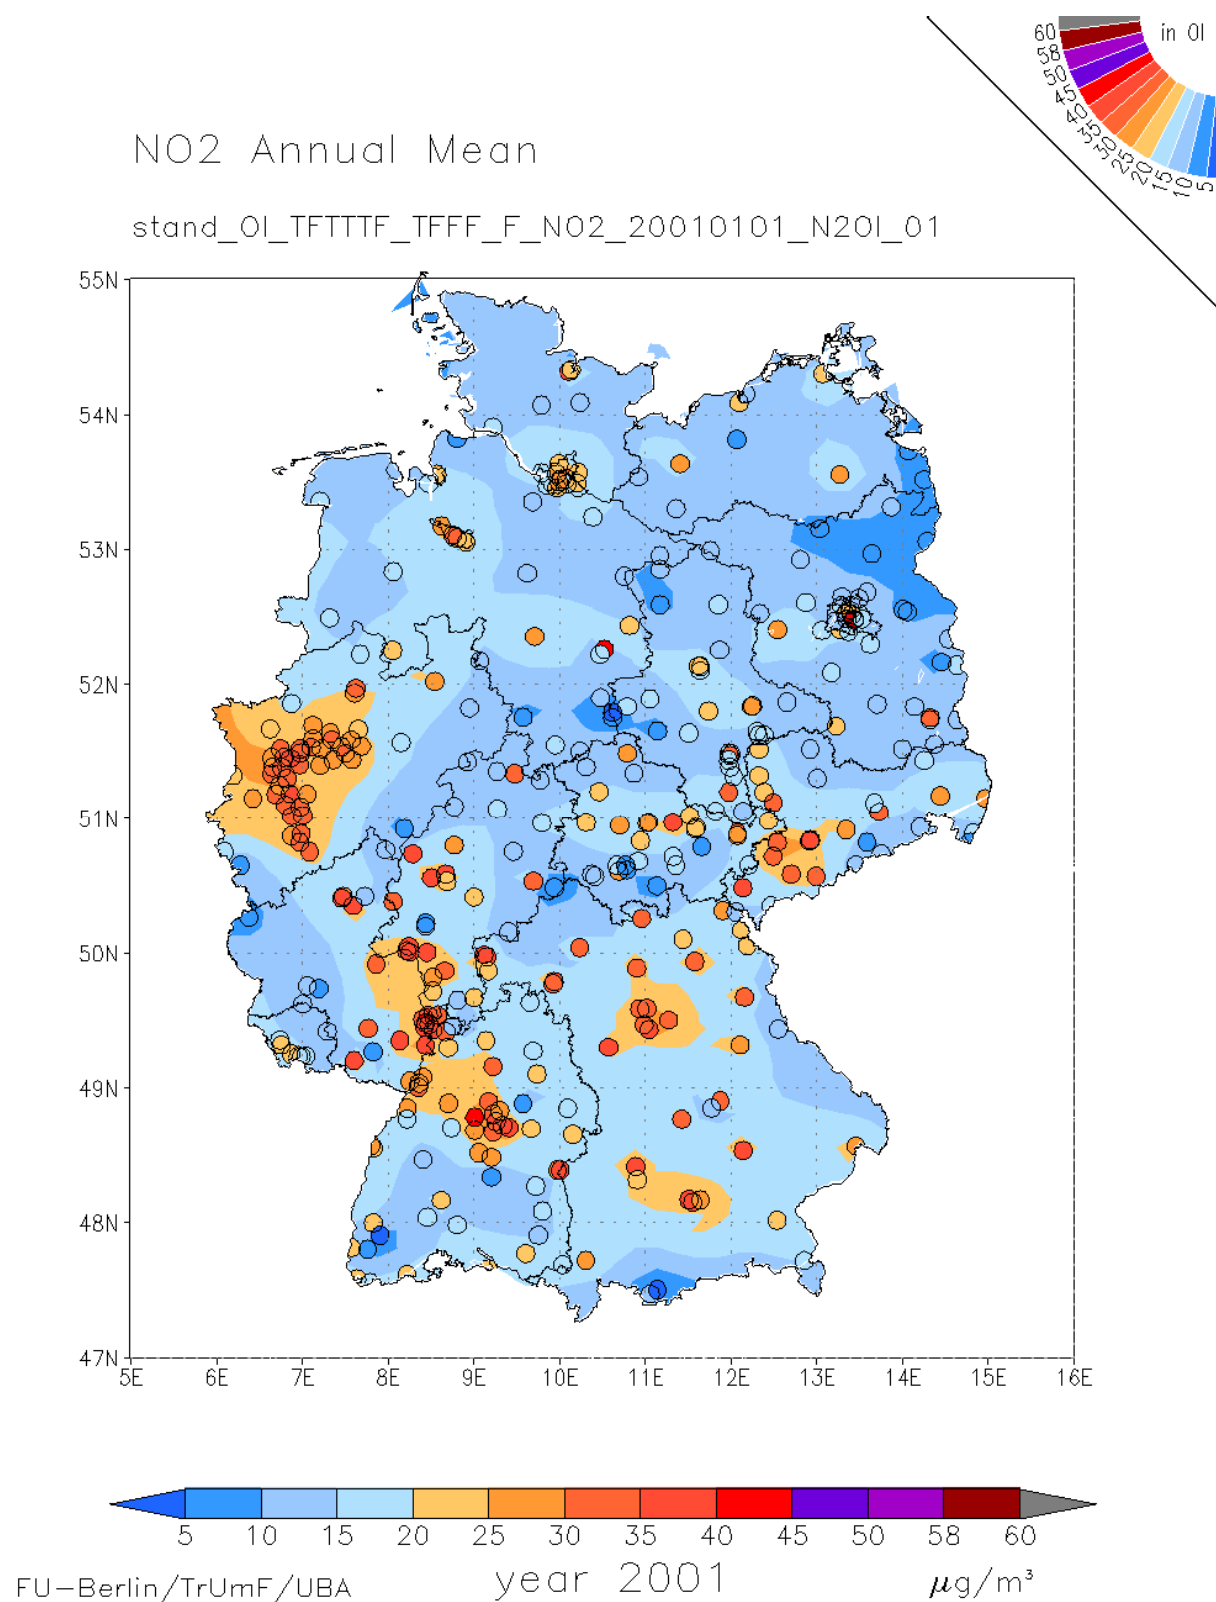 60 in OI
58
50
45
40
35
30
25
20
15
10
5
NO2 Annual Mean
stand_OI_TFTTTF_TFFF_F_NO2_20010101_N2OI_01
55N
54N
53N
52N
51N
50N
49N
48N
47N
5E 6E 7E 8E 9E 10E 11E 12E 13E 14E 15E 16E
5 10 15 20 25 30 35 40 45 50 58 60
FU-Berlin/TrUmF/UBA year 2001 μg/m³